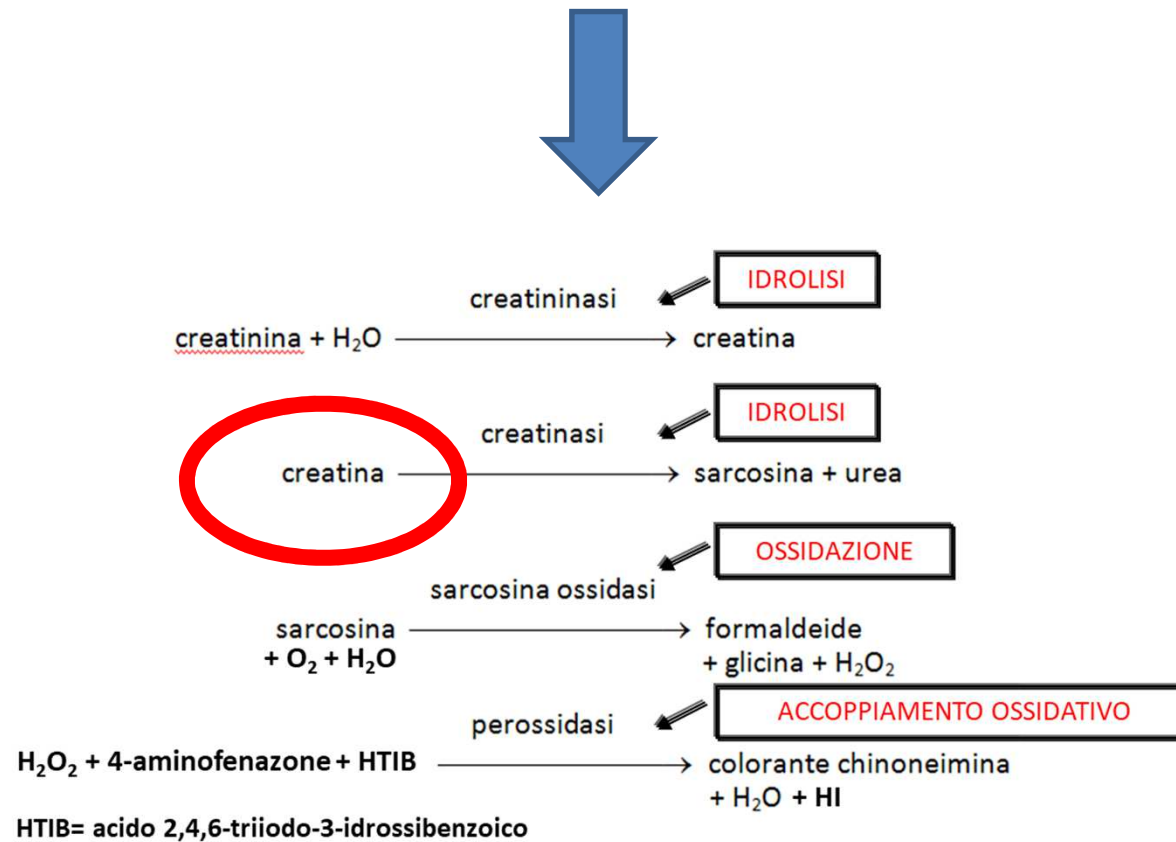 creatininasi
IDROLISI
creatinina + H₂O → creatina
creatinasi
IDROLISI
creatina → sarcosina + urea
OSSIDAZIONE
sarcosina ossidasi
sarcosina → formaldeide
+ O₂ + H₂O
+ glicina + H₂O₂
ACCOPPIAMENTO OSSIDATIVO
perossidasi
H₂O₂ + 4-aminofenazone + HTIB → colorante chinoneimina
+ H₂O + HI
HTIB= acido 2,4,6-triiodo-3-idrossibenzoico